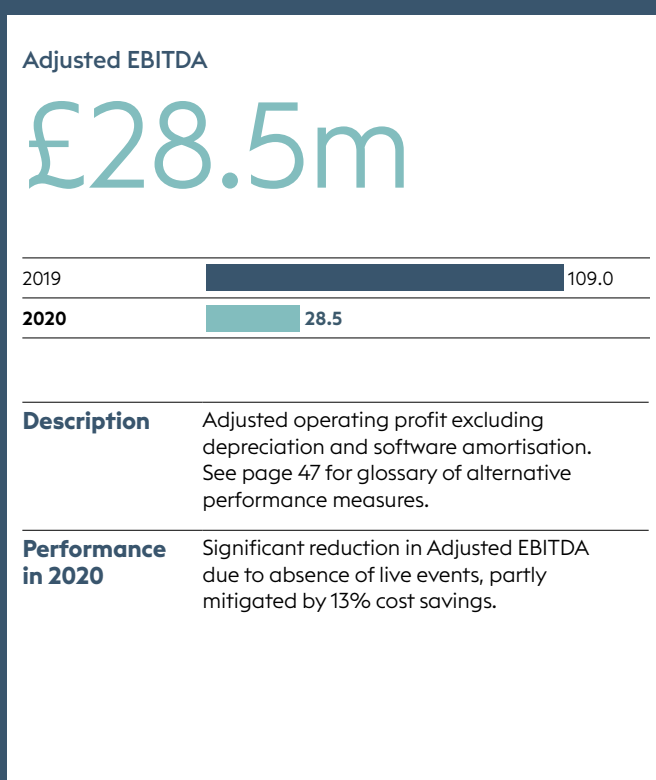 Adjusted EBITDA
£28.5m
2019 109.0
2020 28.5
Description Adjusted operating profit excluding
depreciation and software amortisation.
See page 47 for glossary of alternative
performance measures.
Performance Significant reduction in Adjusted EBITDA
in 2020 due to absence of live events, partly
mitigated by 13% cost savings.